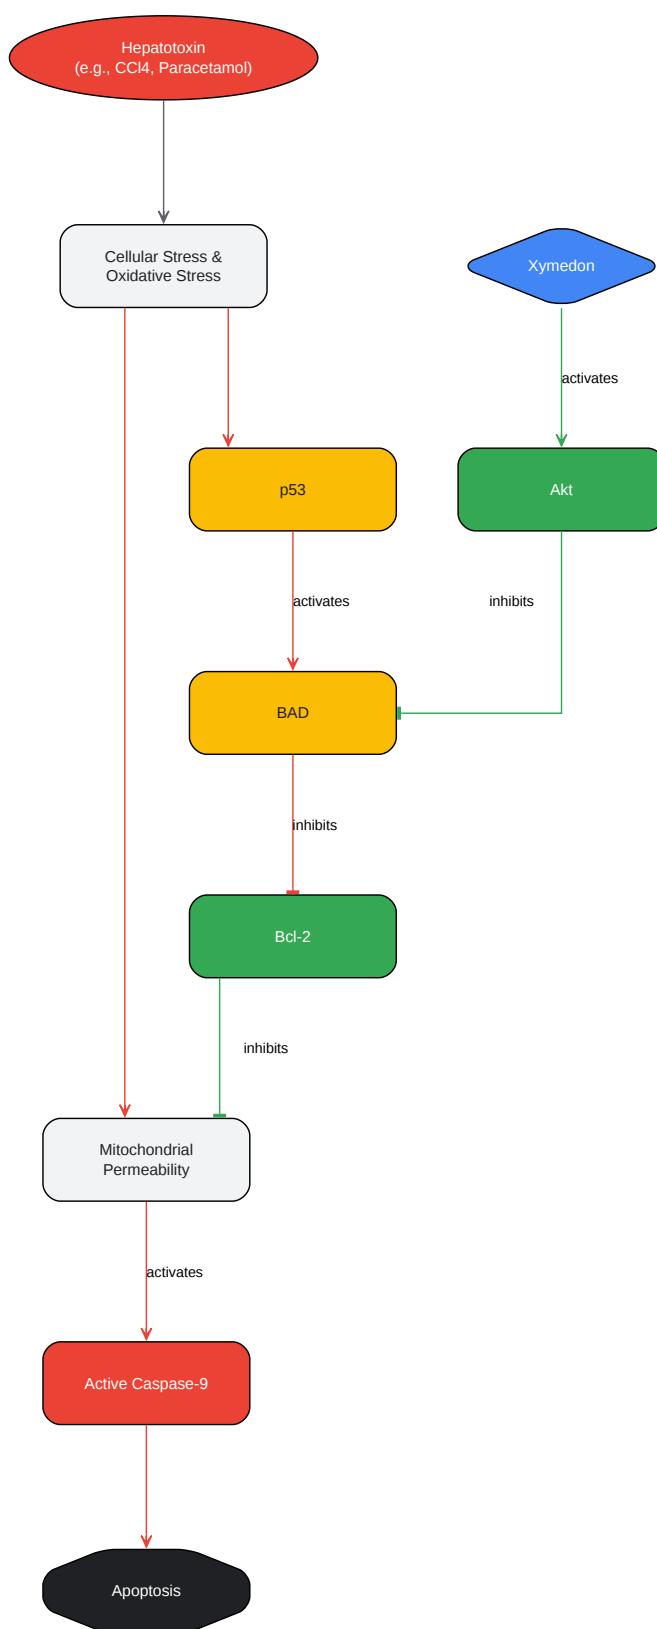 Hepatotoxin
(e.g., CCl4, Paracetamol)
Cellular Stress &
Oxidative Stress
Xymedon
activates
p53
Akt
activates
inhibits
BAD
inhibits
Bcl-2
inhibits
Mitochondrial
Permeability
activates
Active Caspase-9
Apoptosis